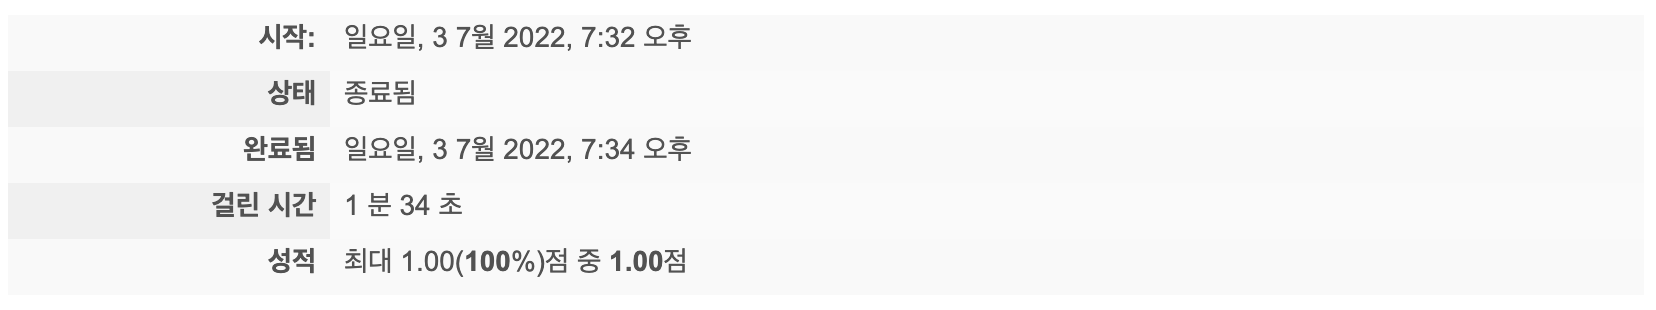 시작: 일요일, 3 7월 2022, 7:32 오후
상태 종료됨
완료됨 일요일, 3 7월 2022, 7:34 오후
걸린 시간 1 분 34 초
성적 최대 1.00(100%)점 중 1.00점